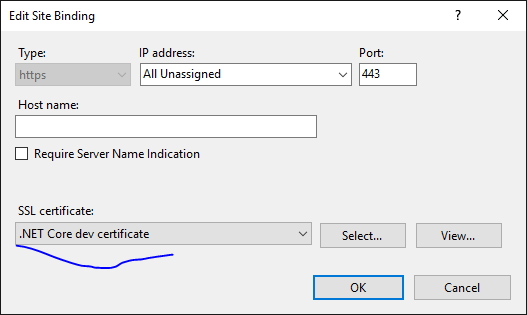 Edit Site Binding
?
Type:
IP address:
Port:
https
All Unassigned
443
Host name:
Require Server Name Indication
SSL certificate:
.NET Core dev certificate
Select...
View...
OK
Cancel